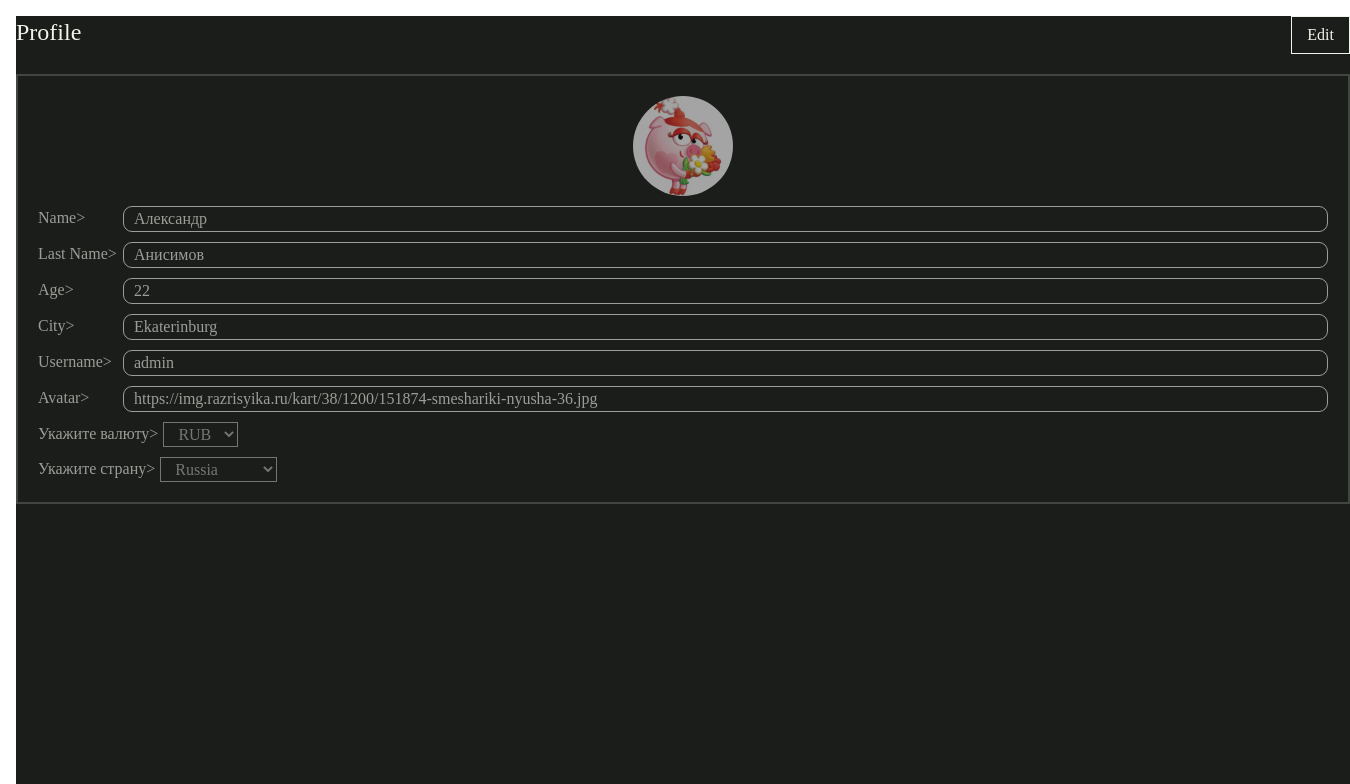 Profile
Edit
Name> Александр
Last Name> Анисимов
Age> 22
City> Ekaterinburg
Username> admin
Avatar> https://img.razrisyika.ru/kart/38/1200/151874-smeshariki-nyusha-36.jpg
Укажите валюту> RUB
Укажите страну> Russia